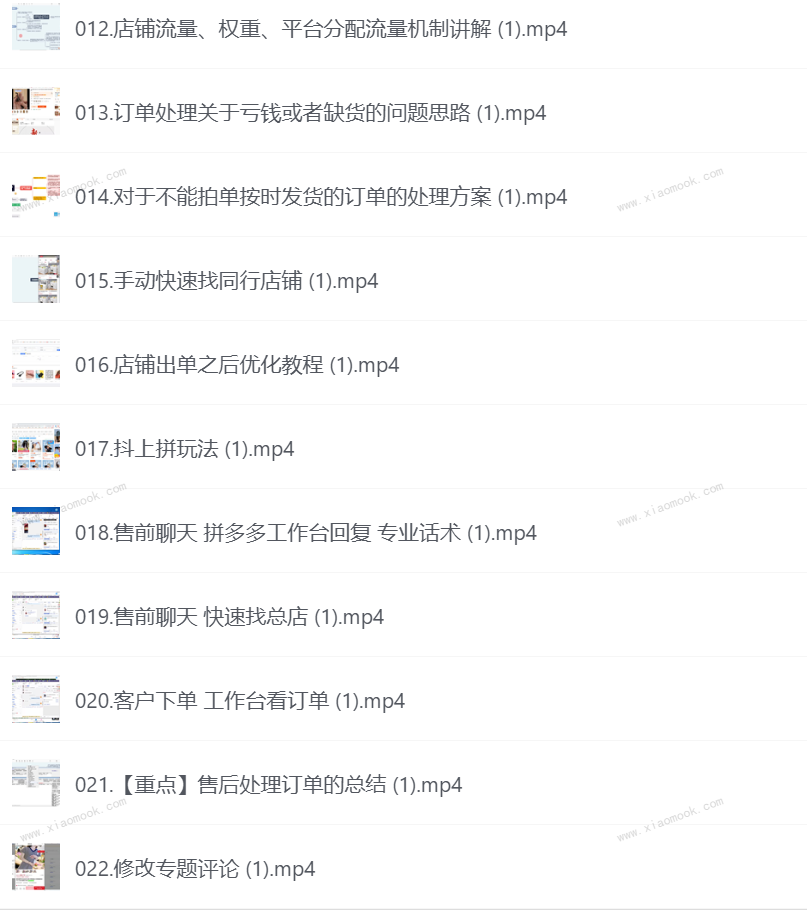 012.店铺流量、权重、平台分配流量机制讲解 (1).mp4
013.订单处理关于亏钱或者缺货的问题思路 (1).mp4
www.xiaomook.com
014.对于不能拍单按时发货的订单的处理方案 (1).mp4
015.手动快速找同行店铺 (1).mp4
016.店铺出单之后优化教程 (1).mp4
017.抖上拼玩法 (1).mp4
www.xiaomook.com
018.售前聊天 拼多多工作台回复 专业话术 (1).mp4
019.售前聊天 快速找总店 (1).mp4
020.客户下单 工作台看订单 (1).mp4
021.【重点】售后处理订单的总结 (1).mp4
www.xiaomook.com
www.xiaomook.com
022.修改专题评论 (1).mp4